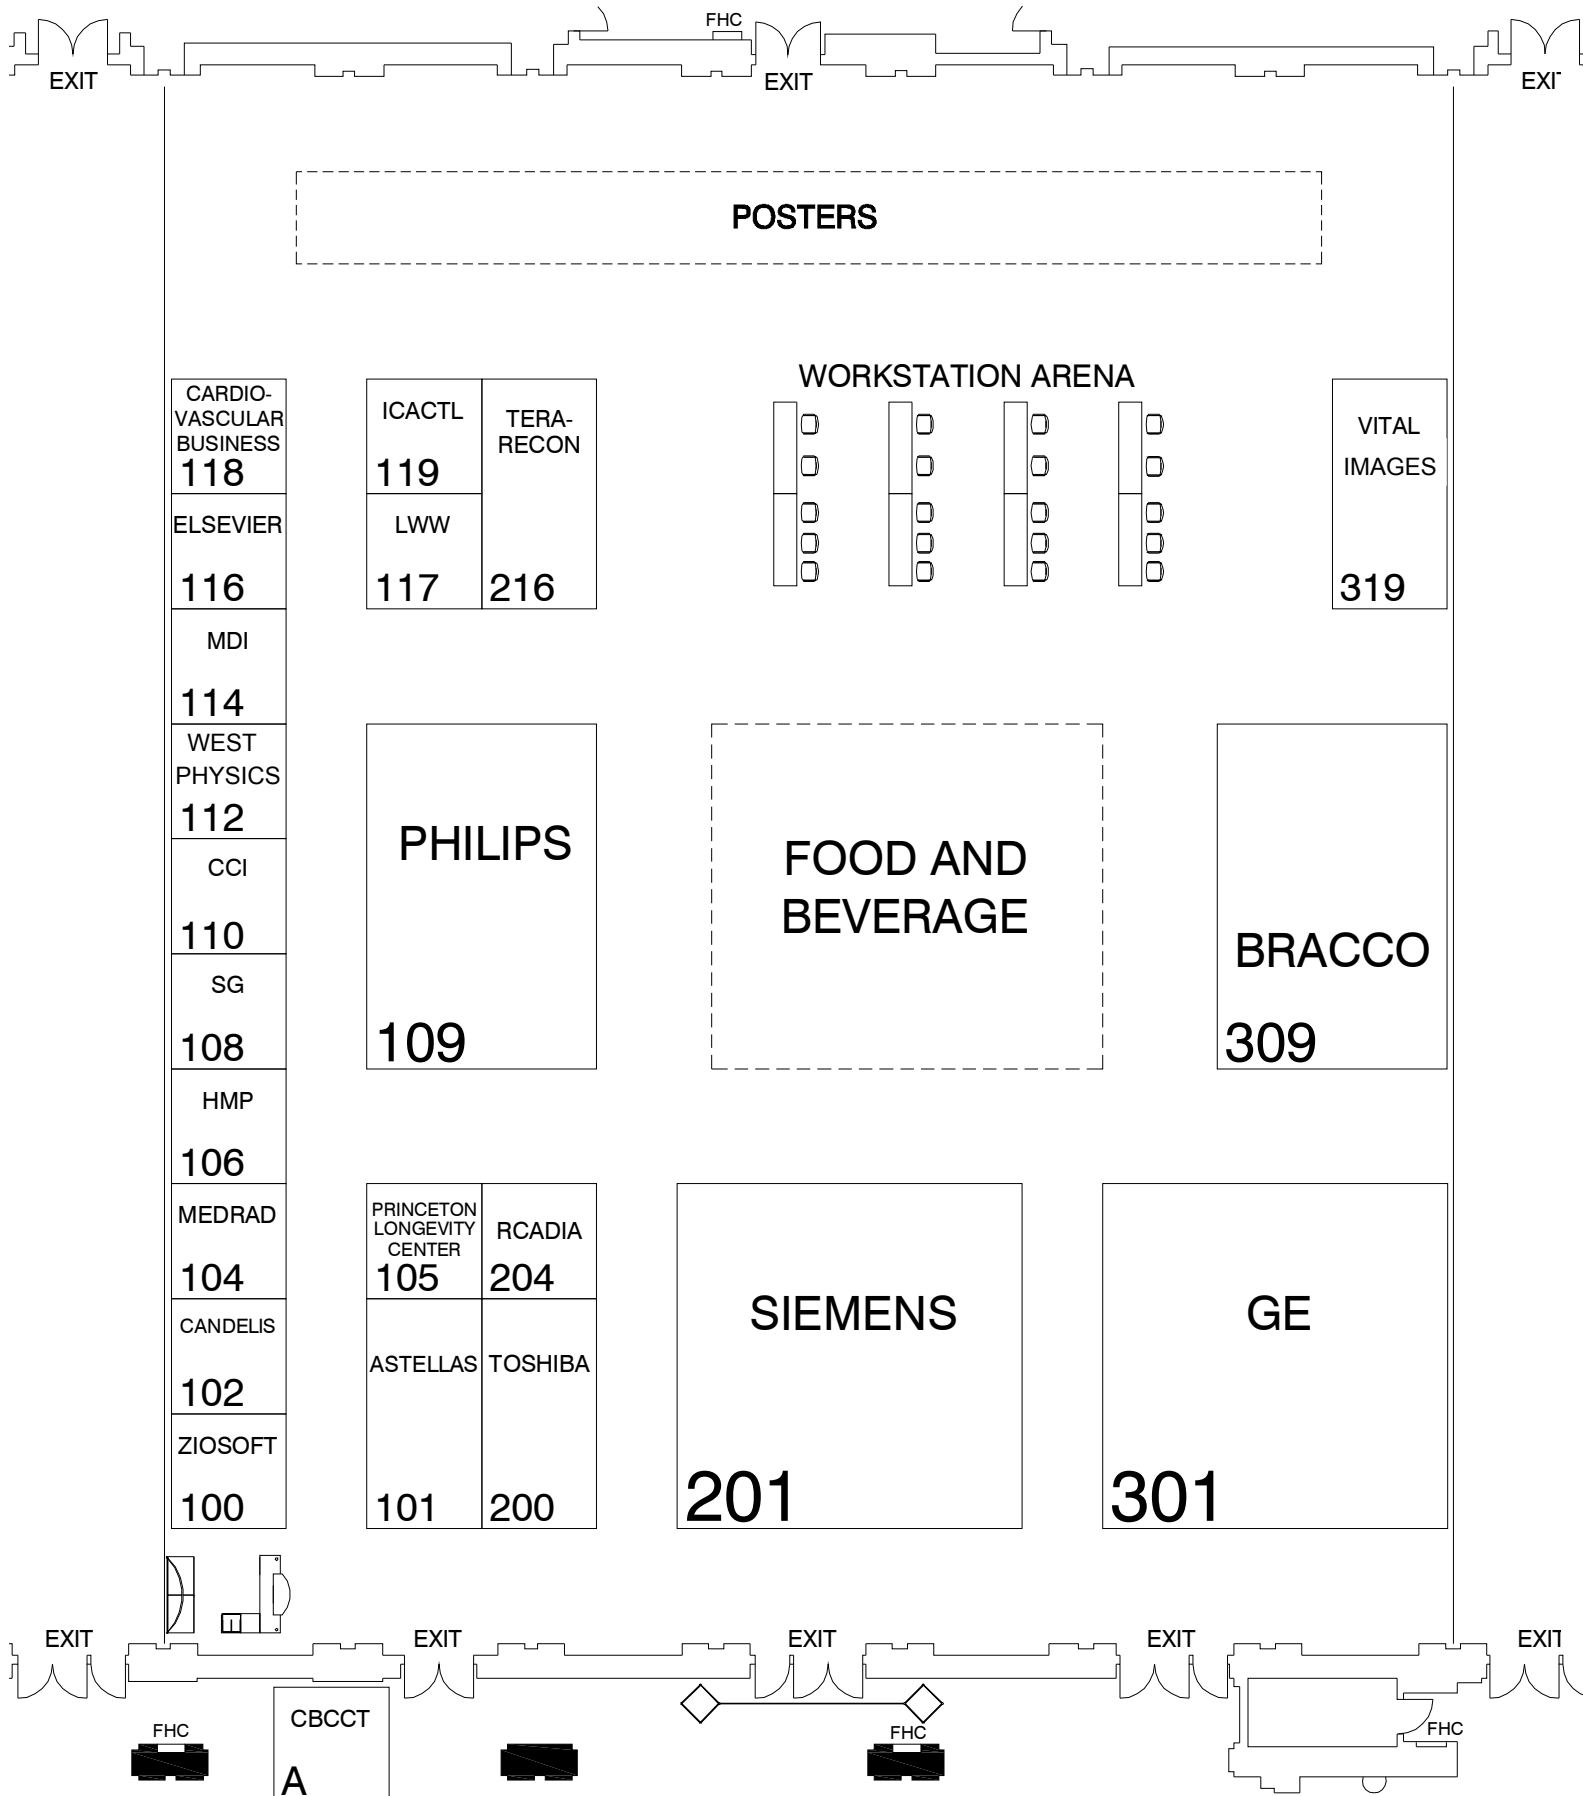 FHC
EXIT
EXIT
EXI
POSTERS
WORKSTATION ARENA
CARDIO-
VASCULAR
BUSINESS
118
ICACTL
119
TERA-
RECON
216
VITAL
IMAGES
319
ELSEVIER
116
LWW
117
MDI
114
WEST
PHYSICS
112
PHILIPS
109
FOOD AND
BEVERAGE
BRACCO
309
CCI
110
SG
108
HMP
106
MEDRAD
104
PRINCETON
LONGEVITY
CENTER
105
RCADIA
204
SIEMENS
201
GE
301
CANDELIS
102
ASTELLAS
101
TOSHIBA
200
ZIOSOFT
100
EXIT
EXIT
EXIT
EXIT
EXIT
CBCCT
A
FHC
FHC
FHC